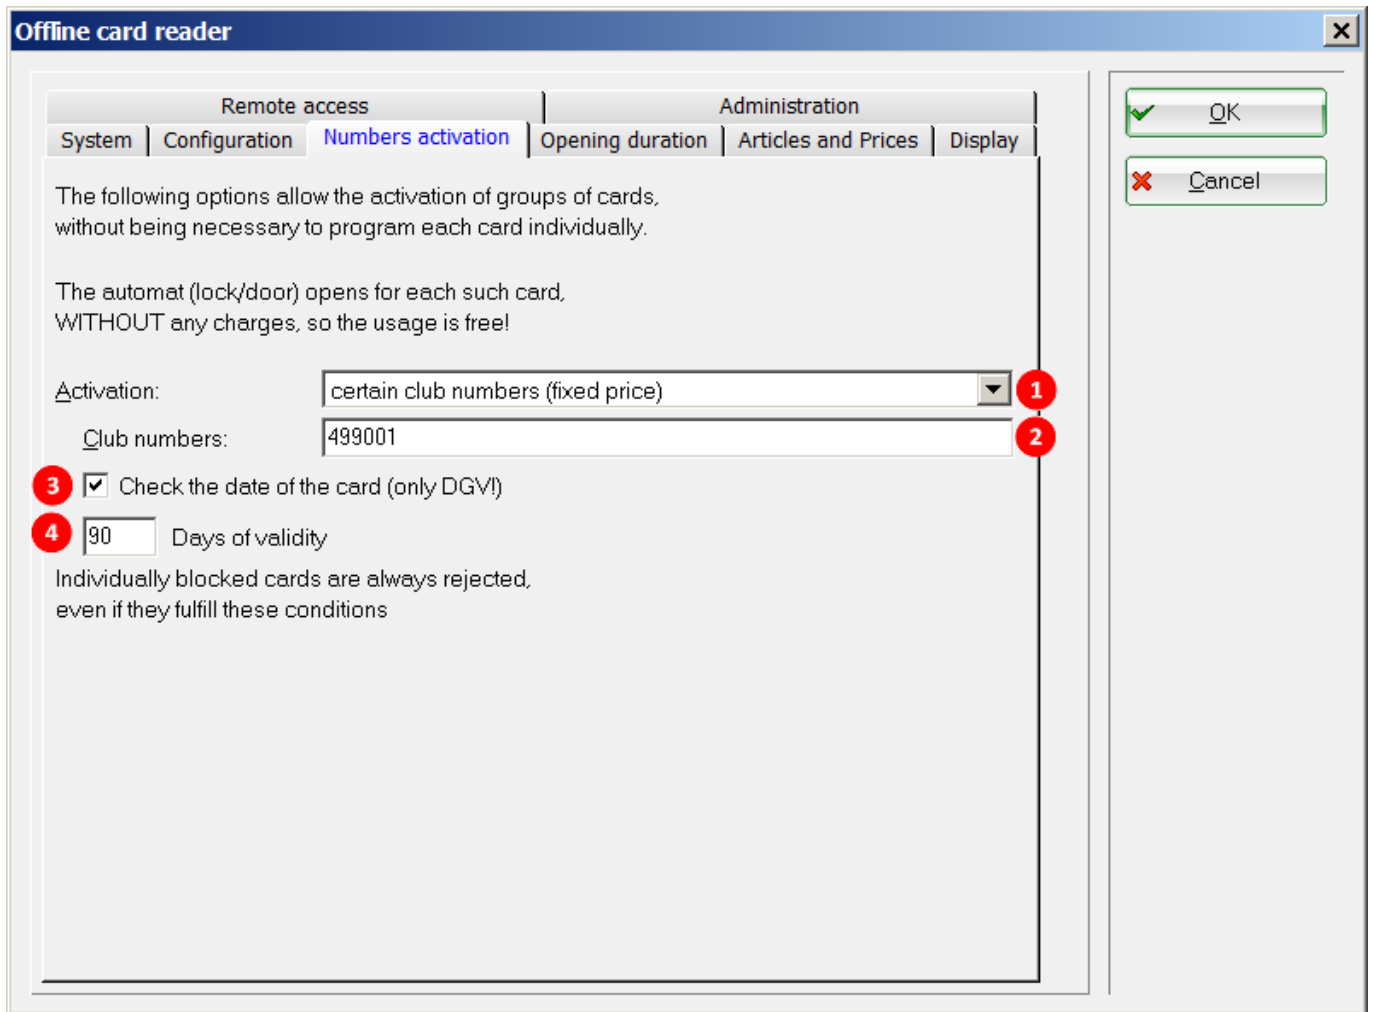 Offline card reader
Remote access
Administration
System
Configuration
Numbers activation
Opening duration
Articles and Prices
Display
OK
Cancel
The following options allow the activation of groups of cards,
without being necessary to program each card individually.
The automat (lock/door) opens for each such card,
WITHOUT any charges, so the usage is free!
Activation:
certain club numbers (fixed price)
1
Club numbers:
499001
2
3
Check the date of the card (only DGV!)
4
90
Days of validity
Individually blocked cards are always rejected,
even if they fulfill these conditions